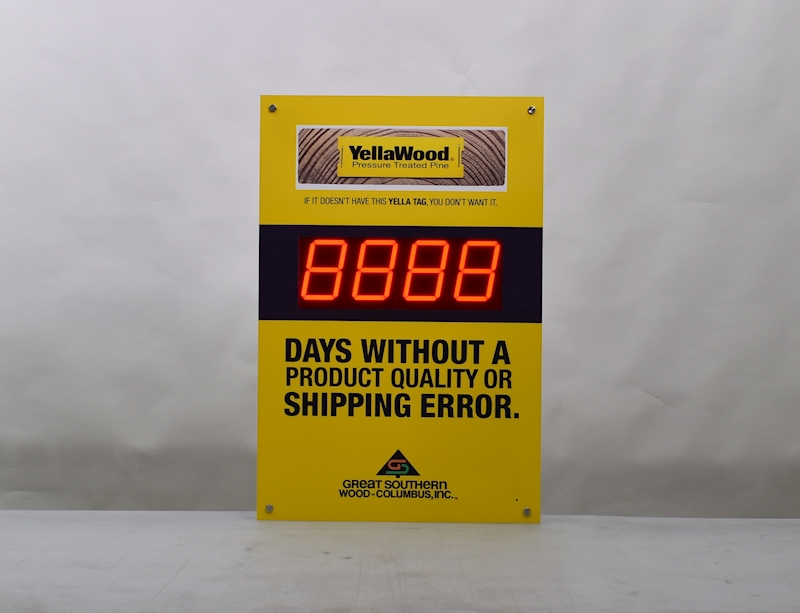 YellaWood®
Pressure Treated Pine
IF IT DOESN'T HAVE THIS YELLA TAG, YOU DON'T WANT IT.
8888
DAYS WITHOUT A
PRODUCT QUALITY OR
SHIPPING ERROR.
GREAT SOUTHERN
WOOD-COLUMBUS, INC.™